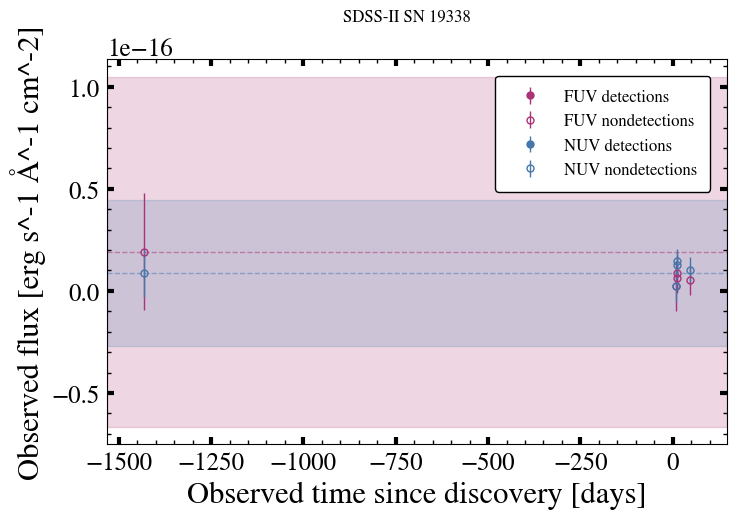 SDSS-II SN 19338
1e−16
Observed flux [erg s^-1 Å^-1 cm^-2]
1.0
0.5
0.0
−0.5
FUV detections
FUV nondetections
NUV detections
NUV nondetections
−1500 −1250 −1000 −750 −500 −250 0
Observed time since discovery [days]